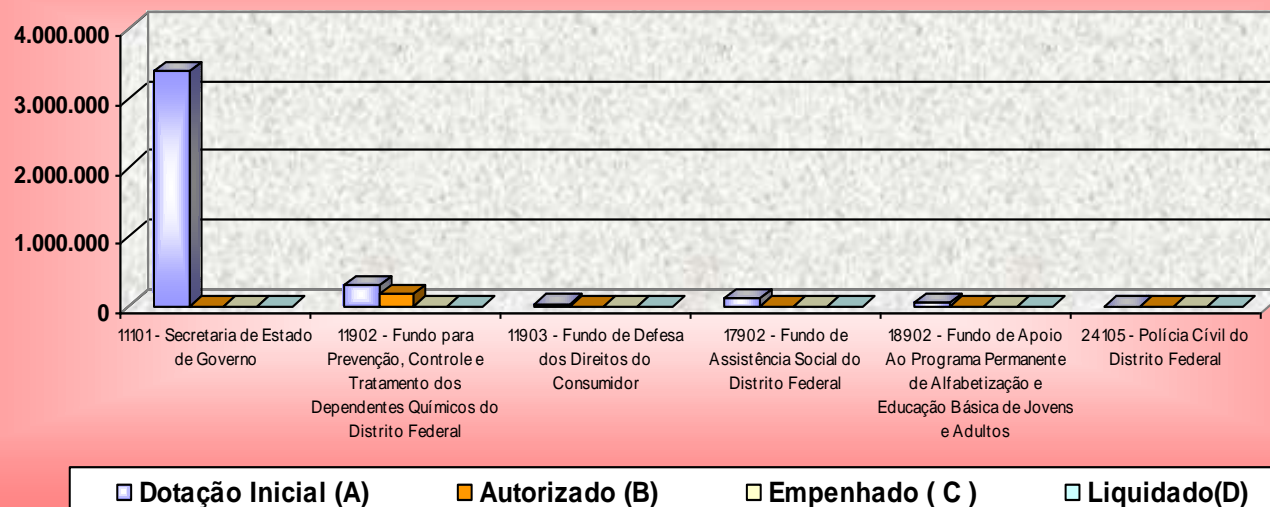 4.000.000
3.000.000
2.000.000
1.000.000
0
11101 - Secretaria de Estado
de Governo
11902 - Fundo para
Prevenção, Controle e
Tratamento dos
Dependentes Químicos do
Distrito Federal
11903 - Fundo de Defesa
dos Direitos do
Consumidor
17902 - Fundo de
Assistência Social do
Distrito Federal
18902 - Fundo de Apoio
Ao Programa Permanente
de Alfabetização e
Educação Básica de Jovens
e Adultos
24105 - Polícia Cívil do
Distrito Federal
Dotação Inicial (A)
Autorizado (B)
Empenhado ( C )
Liquidado(D)